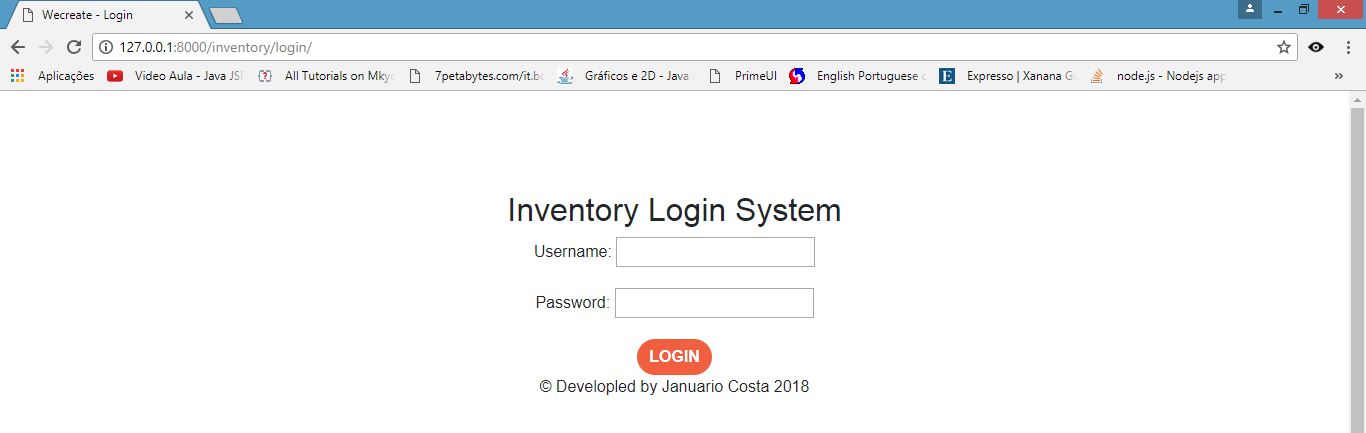 Wecreate - Login
127.0.0.1:8000/inventory/login/
Aplicações Video Aula - Java JSF All Tutorials on Mkyo 7petabytes.com/it.bo Gráficos e 2D - Java PrimeUI English Portuguese Expresso | Xanana G node.js - Nodejs app
Inventory Login System
Username:
Password:
LOGIN
© Developled by Januario Costa 2018